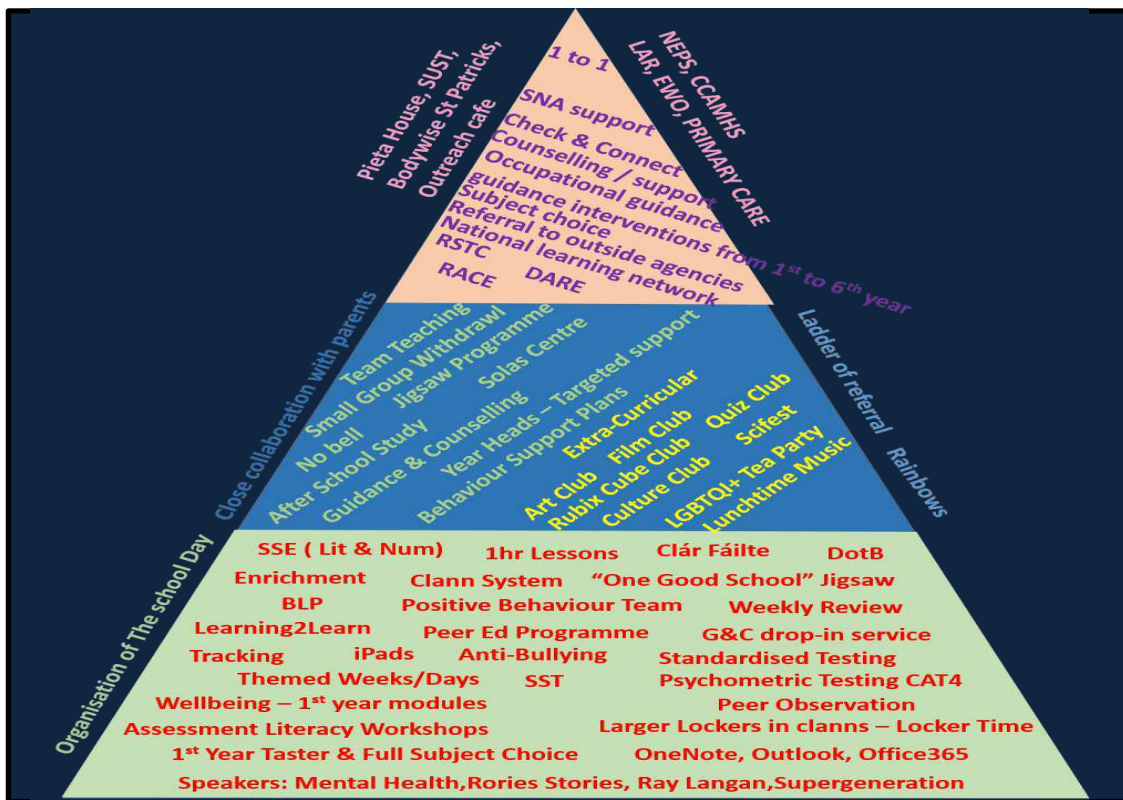 Pieta House, SUST,
Bodywise St Patricks,
Outreach cafe
NEPS, CCAMHS
LAR, EWO, PRIMARY CARE
1 to 1
SNA support
Check & Connect
Counselling / support
Occupational guidance
guidance interventions from 1st to 6th year
Subject choice
Referral to outside agencies
National learning network
RSTC
RACE DARE
Close collaboration with parents
Ladder of referral Rainbows
Team Teaching
Small Group Withdrawl
Jigsaw Programme
No bell
Solas Centre
After School Study
Guidance & Counselling
Year Heads – Targeted support
Behaviour Support Plans
Extra-Curricular
Art Club
Film Club
Quiz Club
Rubix Cube Club
Scifest
Culture Club
LGBTQI+ Tea Party
Lunchtime Music
Organisation of The school Day
SSE ( Lit & Num) 1hr Lessons Clár Fáilte DotB
Enrichment Clann System “One Good School” Jigsaw
BLP Positive Behaviour Team Weekly Review
Learning2Learn Peer Ed Programme G&C drop-in service
Tracking iPads Anti-Bullying Standardised Testing
Themed Weeks/Days SST Psychometric Testing CAT4
Wellbeing – 1st year modules Peer Observation
Assessment Literacy Workshops Larger Lockers in clanns – Locker Time
1st Year Taster & Full Subject Choice OneNote, Outlook, Office365
Speakers: Mental Health,Rories Stories, Ray Langan,Supergeneration